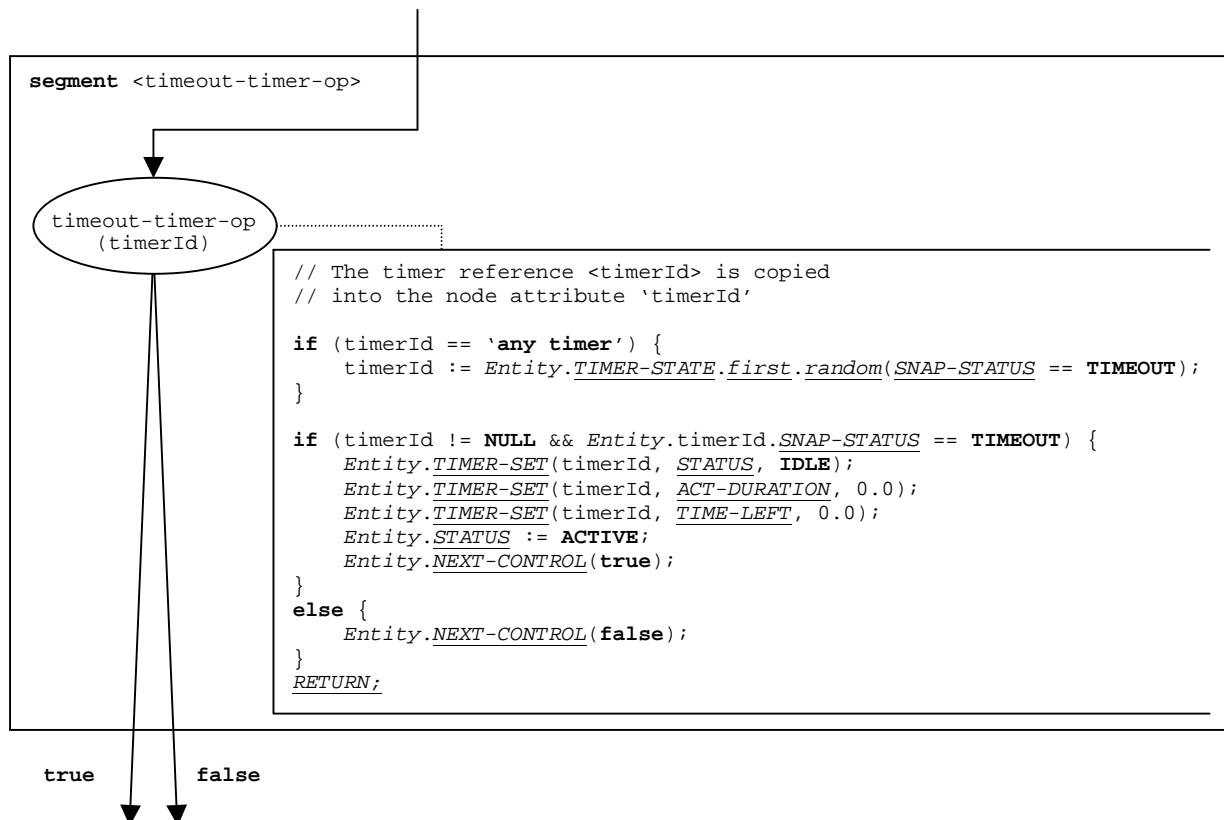 segment <timeout-timer-op>
timeout-timer-op
(timerId)
// The timer reference <timerId> is copied
// into the node attribute ‘timerId’
if (timerId == ‘any timer’) {
timerId := Entity.TIMER-STATE.first.random(SNAP-STATUS == TIMEOUT);
}
if (timerId != NULL && Entity.timerId.SNAP-STATUS == TIMEOUT) {
Entity.TIMER-SET(timerId, STATUS, IDLE);
Entity.TIMER-SET(timerId, ACT-DURATION, 0.0);
Entity.TIMER-SET(timerId, TIME-LEFT, 0.0);
Entity.STATUS := ACTIVE;
Entity.NEXT-CONTROL(true);
}
else {
Entity.NEXT-CONTROL(false);
}
RETURN;
true false